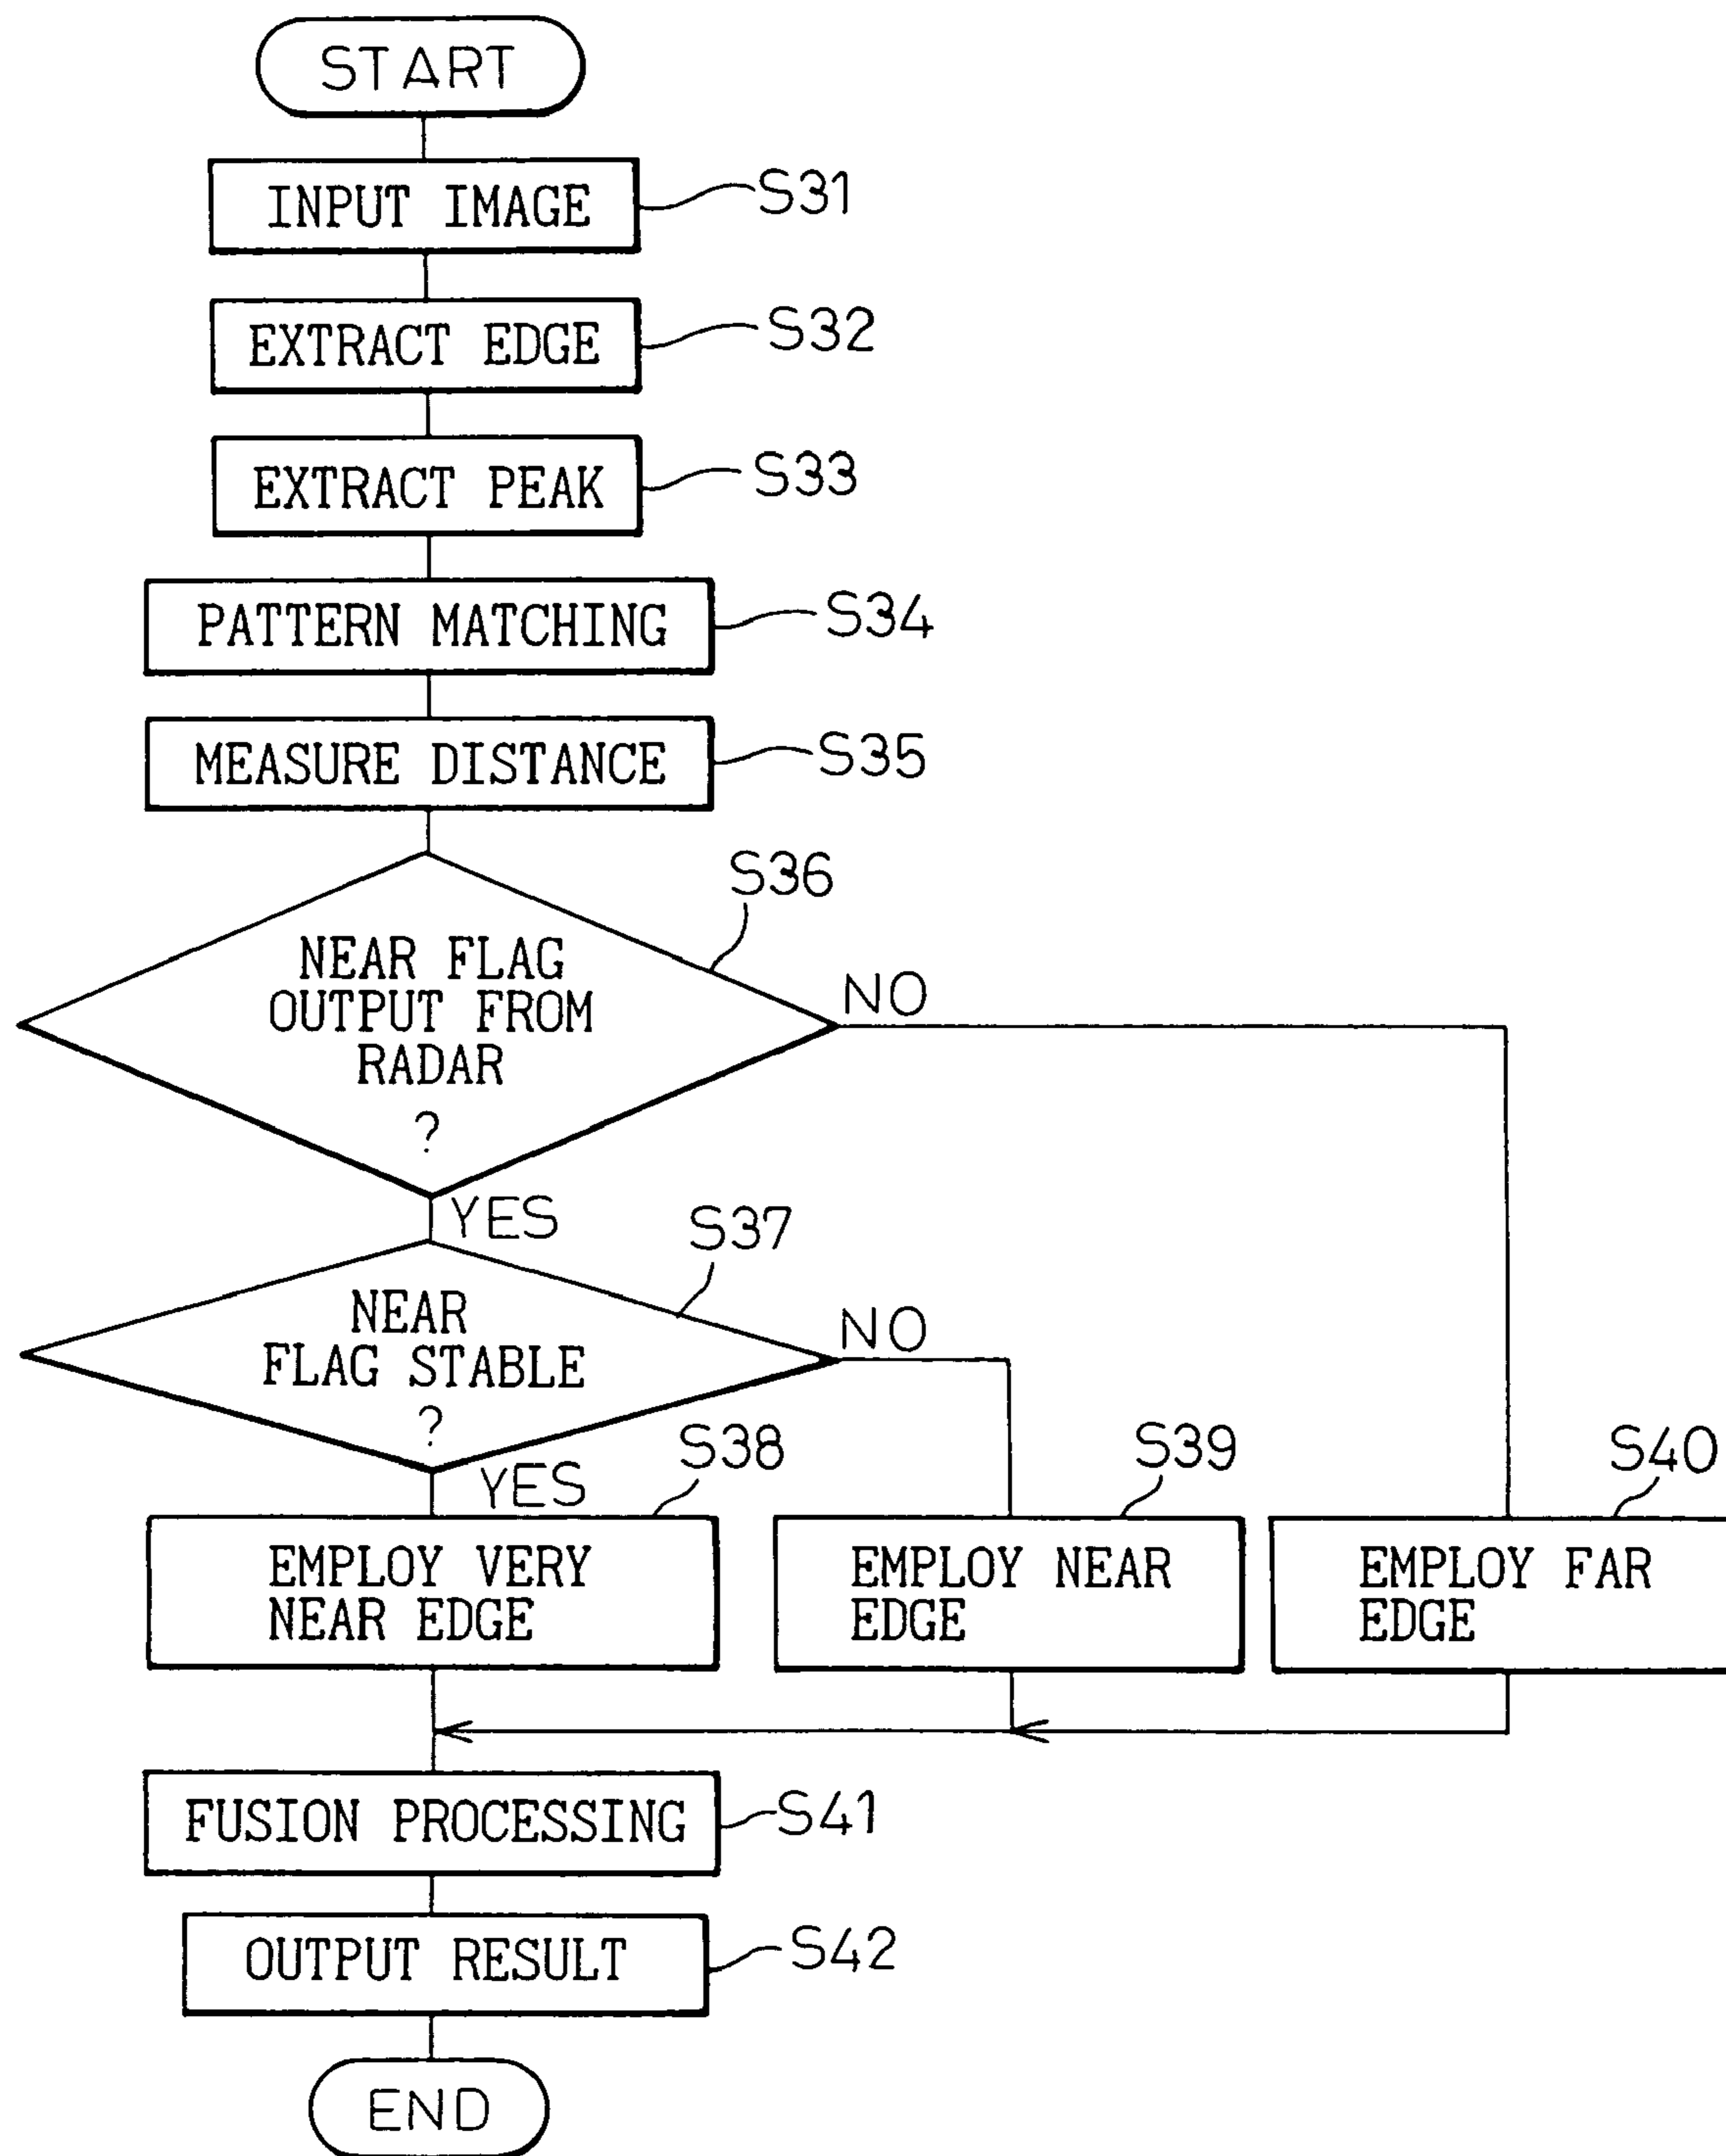 START
INPUT IMAGE
S31
EXTRACT EDGE
S32
EXTRACT PEAK
S33
PATTERN MATCHING
S34
MEASURE DISTANCE
S35
S36
NEAR FLAG
OUTPUT FROM
RADAR
?
NO
YES
S37
NEAR
FLAG STABLE
?
NO
YES
S38
EMPLOY VERY
NEAR EDGE
S39
EMPLOY NEAR
EDGE
S40
EMPLOY FAR
EDGE
FUSION PROCESSING
S41
OUTPUT RESULT
S42
END